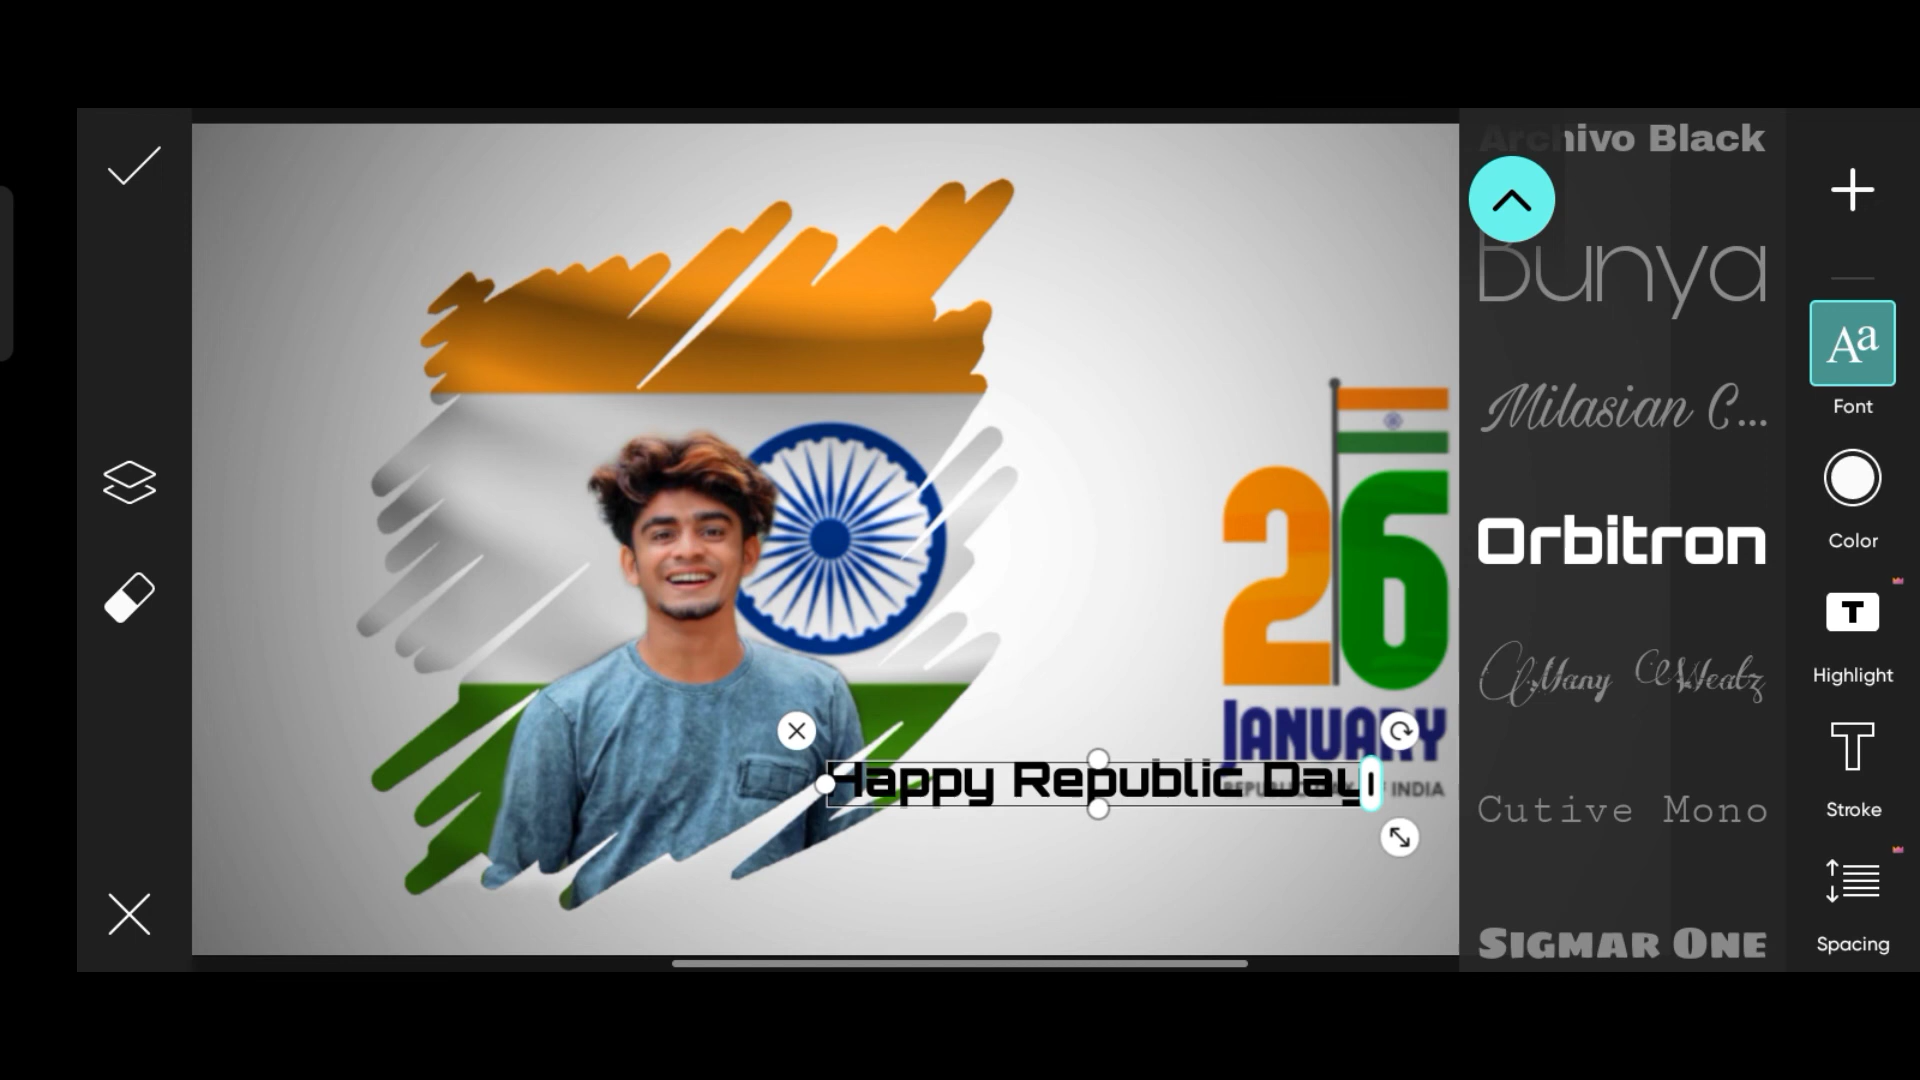 Archivo Black
Bunya
Milasian C...
Orbitron
Many Weatz
Cutive Mono
SIGMAR ONE
Aa
Font
Color
T
Highlight
T
Stroke
Spacing
26
JANUARY
INDIA
Happy Republic Day